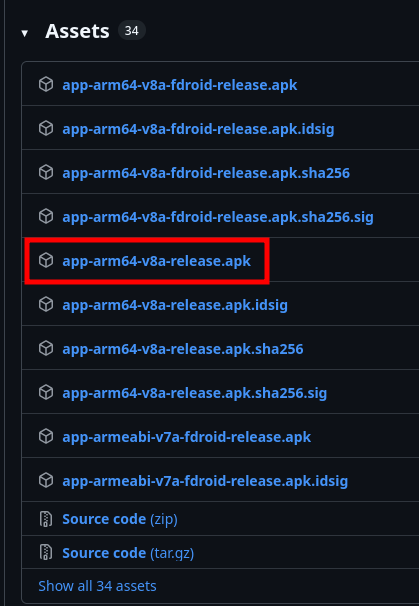 Assets 34
app-arm64-v8a-fdroid-release.apk
app-arm64-v8a-fdroid-release.apk.idsig
app-arm64-v8a-fdroid-release.apk.sha256
app-arm64-v8a-fdroid-release.apk.sha256.sig
app-arm64-v8a-release.apk
app-arm64-v8a-release.apk.idsig
app-arm64-v8a-release.apk.sha256
app-arm64-v8a-release.apk.sha256.sig
app-armeabi-v7a-fdroid-release.apk
app-armeabi-v7a-fdroid-release.apk.idsig
Source code (zip)
Source code (tar.gz)
Show all 34 assets